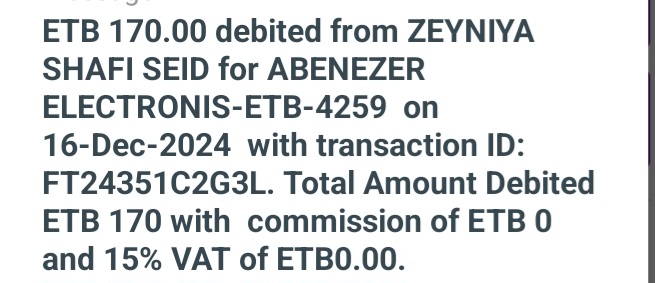 ETB 170.00 debited from ZEYNIYA
SHAFI SEID for ABENEZER
ELECTRONIS-ETB-4259 on
16-Dec-2024 with transaction ID:
FT24351C2G3L. Total Amount Debited
ETB 170 with commission of ETB 0
and 15% VAT of ETB0.00.